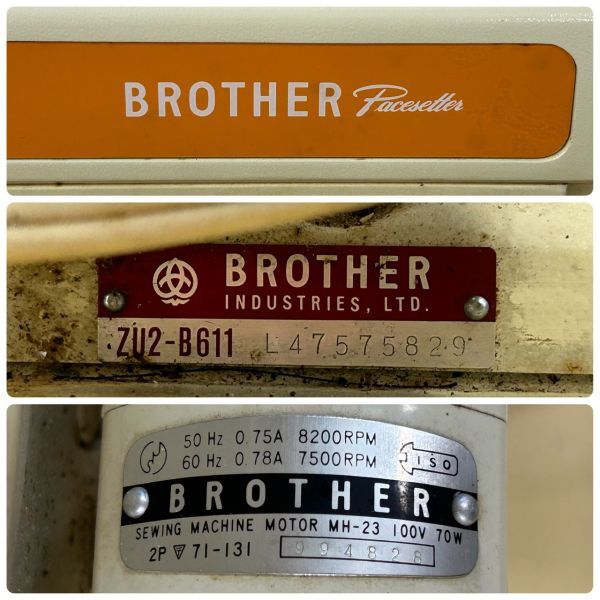 BROTHER Pacesetter
BROTHER
INDUSTRIES, LTD.
ZU2-B611 L47575829
50 Hz 0.75A 8200RPM
60 Hz 0.78A 7500RPM
ISO
BROTHER
SEWING MACHINE MOTOR MH-23 100V 70W
2P ▽ 71-131 994828